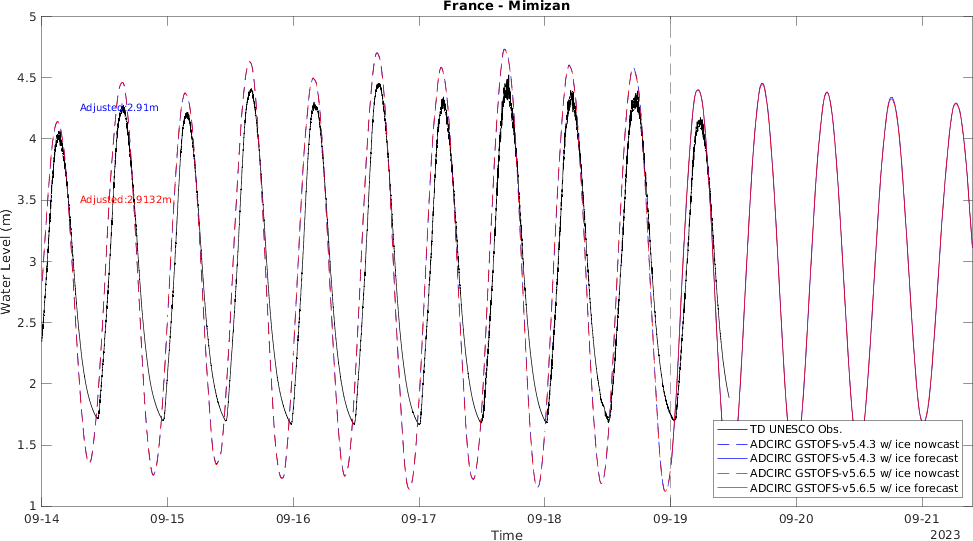 France - Mimizan
Water Level (m)
5
4.5
4
3.5
3
2.5
2
1.5
1
Adjusted:2.91m
Adjusted:2.9132m
TD UNESCO Obs.
ADCIRC GSTOFS-v5.4.3 w/ ice nowcast
ADCIRC GSTOFS-v5.4.3 w/ ice forecast
ADCIRC GSTOFS-v5.6.5 w/ ice nowcast
ADCIRC GSTOFS-v5.6.5 w/ ice forecast
09-14 09-15 09-16 09-17 09-18 09-19 09-20 09-21
Time
2023